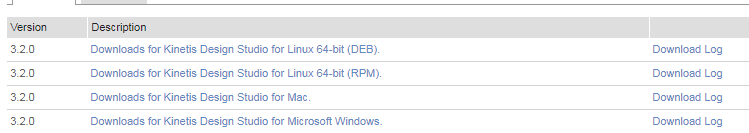 Version Description
3.2.0 Downloads for Kinetis Design Studio for Linux 64-bit (DEB). Download Log
3.2.0 Downloads for Kinetis Design Studio for Linux 64-bit (RPM). Download Log
3.2.0 Downloads for Kinetis Design Studio for Mac. Download Log
3.2.0 Downloads for Kinetis Design Studio for Microsoft Windows. Download Log